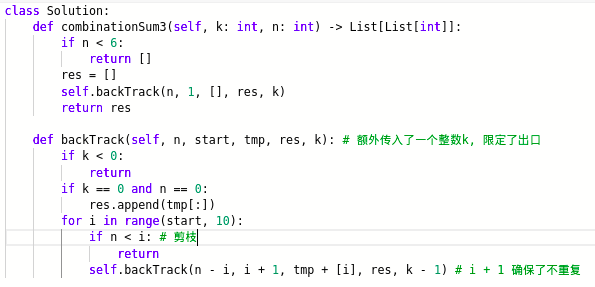 class Solution:
    def combinationSum3(self, k: int, n: int) -> List[List[int]]:
        if n < 6:
            return []
        res = []
        self.backTrack(n, 1, [], res, k)
        return res

    def backTrack(self, n, start, tmp, res, k): # 额外传入了一个整数k, 限定了出口
        if k < 0:
            return
        if k == 0 and n == 0:
            res.append(tmp[:])
        for i in range(start, 10):
            if n < i: # 剪枝
                return
            self.backTrack(n - i, i + 1, tmp + [i], res, k - 1) # i + 1 确保了不重复